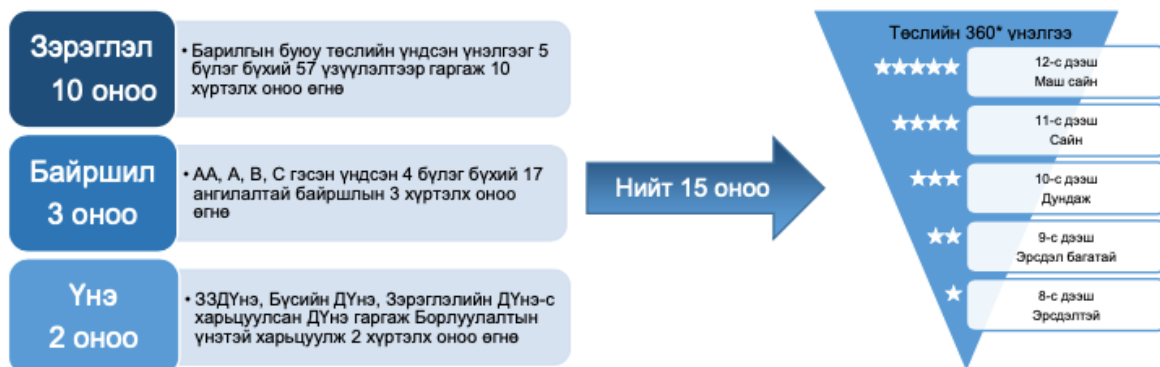 Зэрэглэл
10 оноо
• Барилгын буюу төслийн үндсэн үнэлгээг 5
бүлэг бүхий 57 үзүүлэлтээр гаргаж 10
хүртэлх оноо өгнө
Байршил
3 оноо
• АА, А, В, С гэсэн үндсэн 4 бүлэг бүхий 17
ангилалтай байршлын 3 хүртэлх оноо
өгнө
Үнэ
2 оноо
• ЗЗДҮнэ, Бүсийн ДҮнэ, Зэрэглэлийн ДҮнэ-с
харьцуулсан ДҮнэ гаргаж Борлуулалтын
үнэтэй харьцуулж 2 хүртэлх оноо өгнө
Нийт 15 оноо
Төслийн 360* үнэлгээ
12-с дээш
Маш сайн
11-с дээш
Сайн
10-с дээш
Дундаж
9-с дээш
Эрсдэл багатай
8-с дээш
Эрсдэлтэй